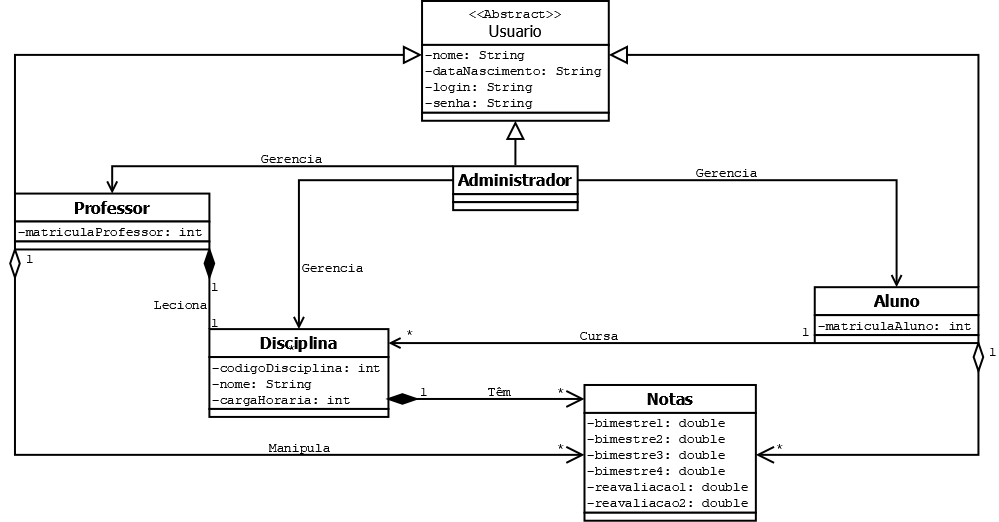 <<Abstract>>
Usuario
-nome: String
-dataNascimento: String
-login: String
-senha: String
Gerencia
Administrador
Gerencia
Professor
-matriculaProfessor: int
1
1
Gerencia
Leciona
1
Aluno
-matriculaAluno: int
1
1
Cursa
*
Disciplina
*
-codigoDisciplina: int
-nome: String
-cargaHoraria: int
1
Têm
*
Notas
-bimestre1: double
-bimestre2: double
-bimestre3: double
-bimestre4: double
-reavaliacao1: double
-reavaliacao2: double
Manipula
*
*